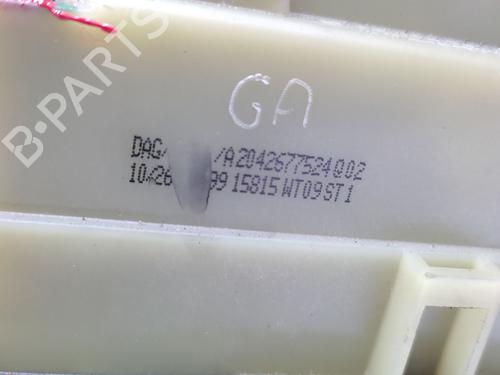 B-PARTS
GA
DAG/ /A2042677524Q02
10/26 99 15815 WT09ST1